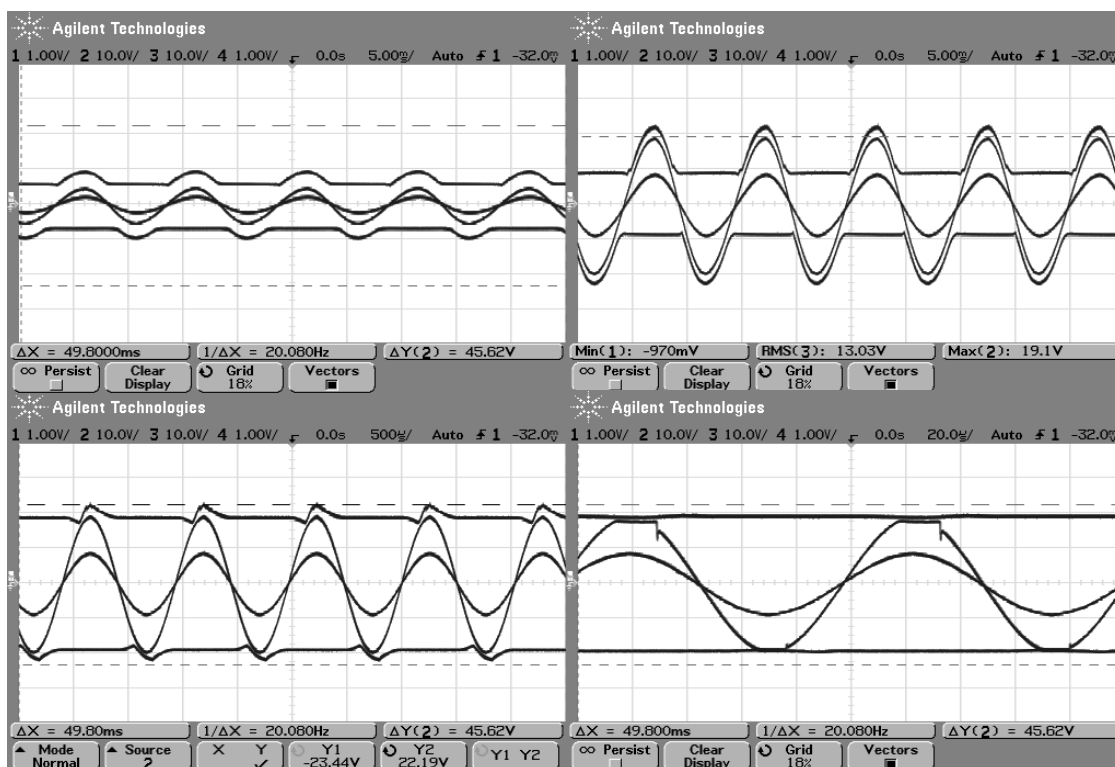 Agilent Technologies
1 1.00V/ 2 10.0V/ 3 10.0V/ 4 1.00V/ 0.0s 5.00㎳/ Auto 1 -32.0㎷
ΔX = 49.8000ms 1/ΔX = 20.080Hz ΔY(2) = 45.62V
∞ Persist Clear Display Grid 18% Vectors
Agilent Technologies
1 1.00V/ 2 10.0V/ 3 10.0V/ 4 1.00V/ 0.0s 5.00㎳/ Auto 1 -32.0㎷
Min(1): -970mV RMS(3): 13.03V Max(2): 19.1V
∞ Persist Clear Display Grid 18% Vectors
Agilent Technologies
1 1.00V/ 2 10.0V/ 3 10.0V/ 4 1.00V/ 0.0s 500㎲/ Auto 1 -32.0㎷
ΔX = 49.80ms 1/ΔX = 20.080Hz ΔY(2) = 45.62V
Mode Normal Source 2 X Y ✓ Y1 -23.44V Y2 22.19V Y1 Y2
Agilent Technologies
1 1.00V/ 2 10.0V/ 3 10.0V/ 4 1.00V/ 0.0s 20.0㎲/ Auto 1 -32.0㎷
ΔX = 49.800ms 1/ΔX = 20.080Hz ΔY(2) = 45.62V
∞ Persist Clear Display Grid 18% Vectors